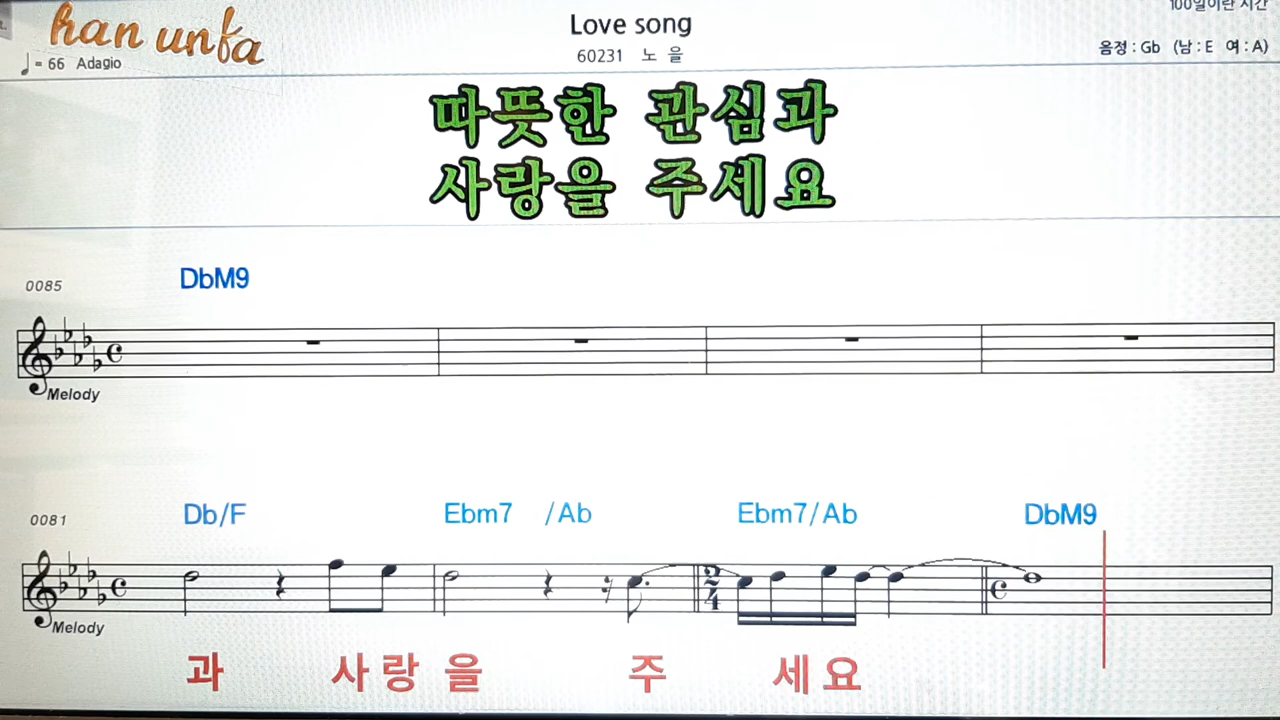 han unfa
Love song
100일이란 시간
♩= 66 Adagio
60231 노 을
음정 : Gb (남 : E 여 : A)
따뜻한 관심과
사랑을 주세요
0085
DbM9
Melody
0081
Db/F Ebm7 /Ab Ebm7/Ab DbM9
2
4
Melody
과 사 랑 을 주 세 요